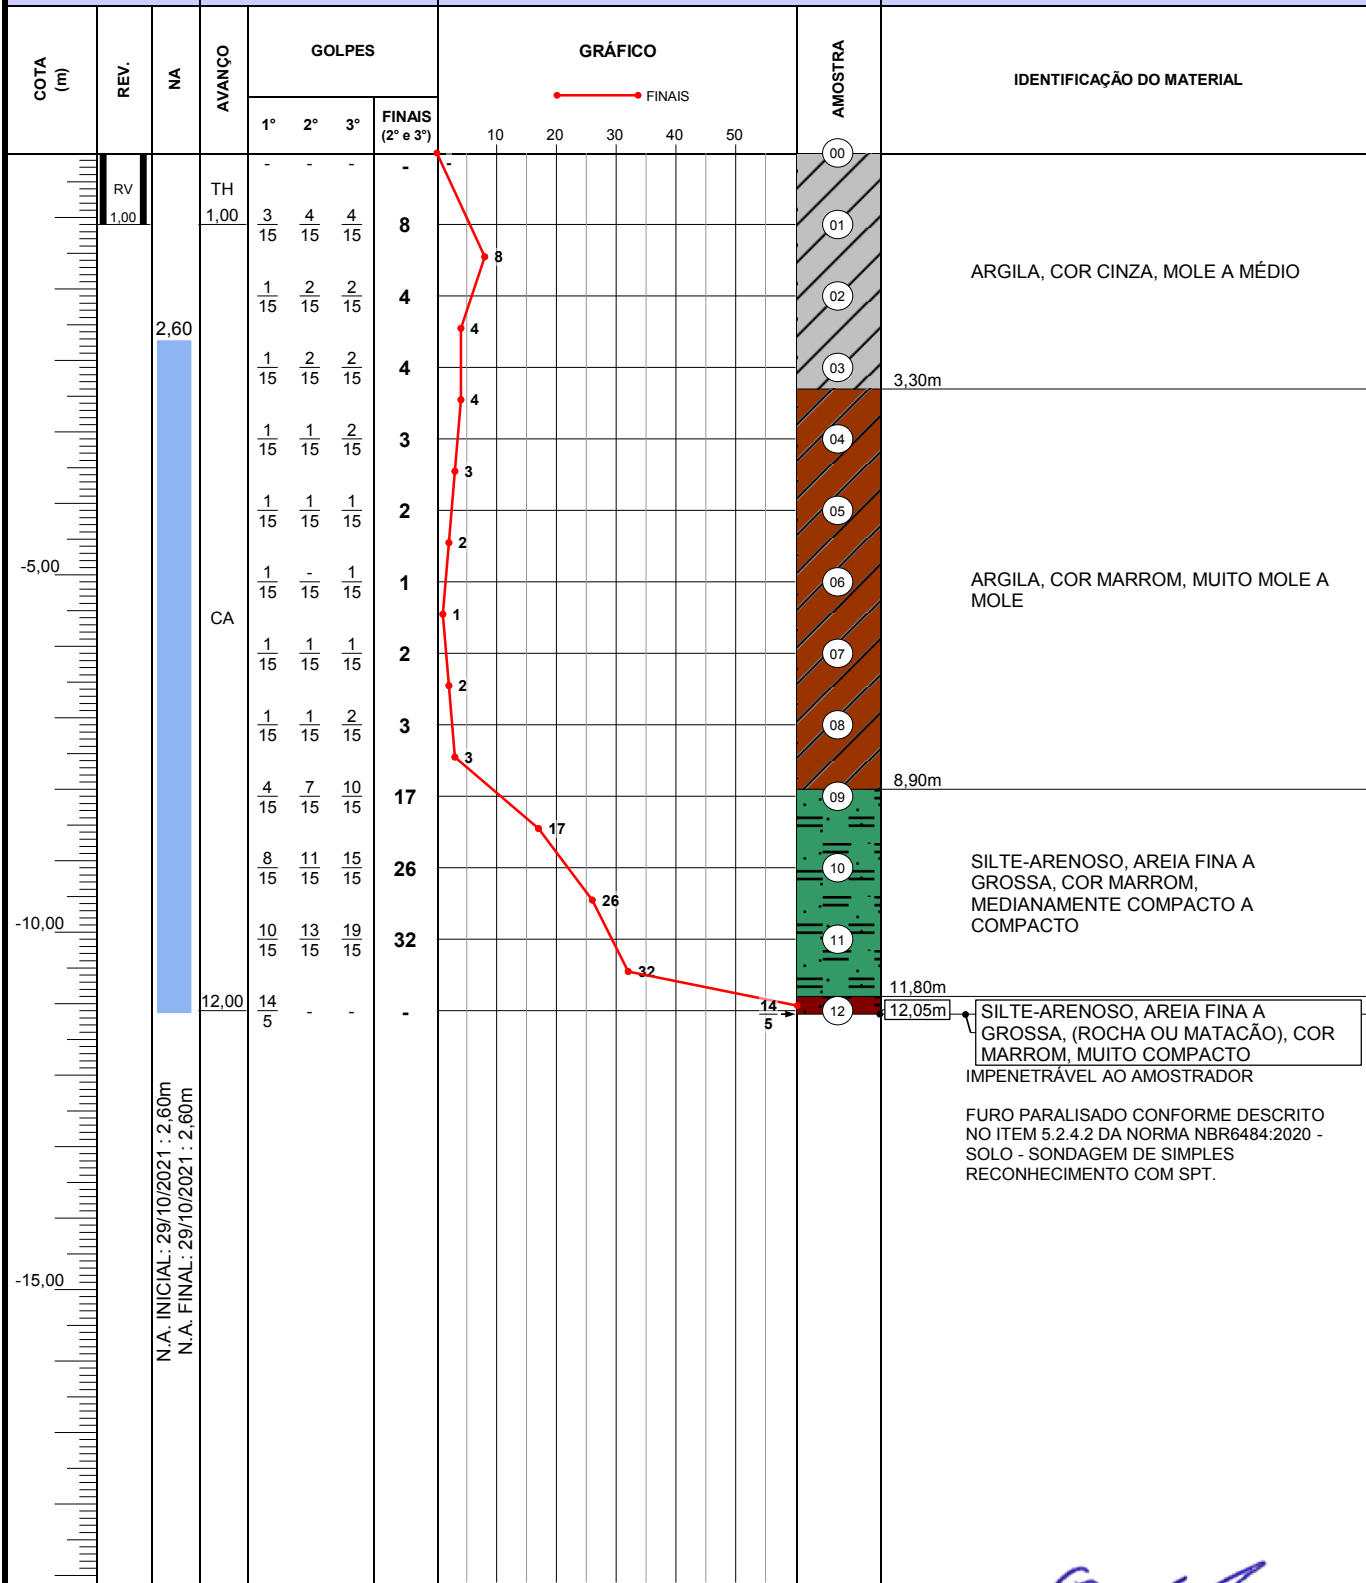 COTA (m)
REV.
NA
AVANÇO
GOLPES
1° 2° 3° FINAIS (2° e 3°)
GRÁFICO
FINAIS
10 20 30 40 50
AMOSTRA
IDENTIFICAÇÃO DO MATERIAL
- - - - - 00
RV TH
1,00 1,00 3/15 4/15 4/15 8 01
8
ARGILA, COR CINZA, MOLE A MÉDIO
1/15 2/15 2/15 4 02
2,60 4
1/15 2/15 2/15 4 03
3,30m
4
1/15 1/15 2/15 3 04
3
1/15 1/15 1/15 2 05
2
-5,00
1/15 -/15 1/15 1 06
ARGILA, COR MARROM, MUITO MOLE A
MOLE
CA 1
1/15 1/15 1/15 2 07
2
1/15 1/15 2/15 3 08
3
8,90m
4/15 7/15 10/15 17 09
17
8/15 11/15 15/15 26 10
26
SILTE-ARENOSO, AREIA FINA A
GROSSA, COR MARROM,
MEDIANAMENTE COMPACTO A
COMPACTO
-10,00
10/15 13/15 19/15 32 11
32
11,80m
12,00 14/5 - - - 14/5 12
12,05m
SILTE-ARENOSO, AREIA FINA A
GROSSA, (ROCHA OU MATACÃO), COR
MARROM, MUITO COMPACTO
IMPENETRÁVEL AO AMOSTRADOR
FURO PARALISADO CONFORME DESCRITO
NO ITEM 5.2.4.2 DA NORMA NBR6484:2020 -
SOLO - SONDAGEM DE SIMPLES
RECONHECIMENTO COM SPT.
N.A. INICIAL: 29/10/2021 : 2,60m
N.A. FINAL: 29/10/2021 : 2,60m
-15,00